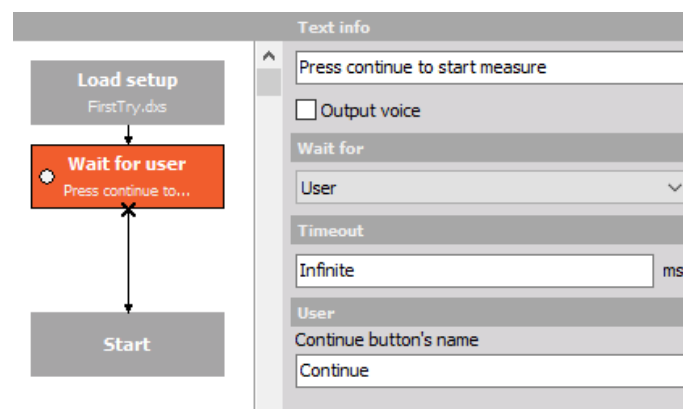 Text info
Load setup
FirstTry.dxs
Wait for user
Press continue to...
Start
Press continue to start measure
Output voice
Wait for
User
Timeout
Infinite ms
User
Continue button's name
Continue